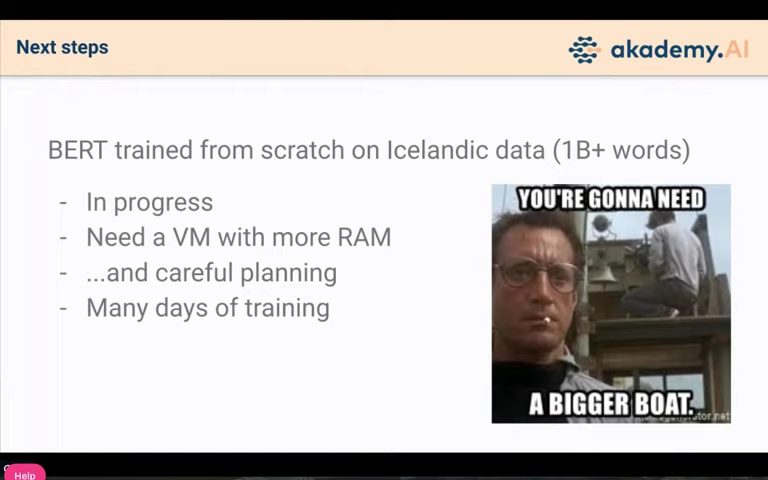 Next steps
akademy.AI
BERT trained from scratch on Icelandic data (1B+ words)
- In progress
- Need a VM with more RAM
- ...and careful planning
- Many days of training
YOU'RE GONNA NEED
A BIGGER BOAT.
Help